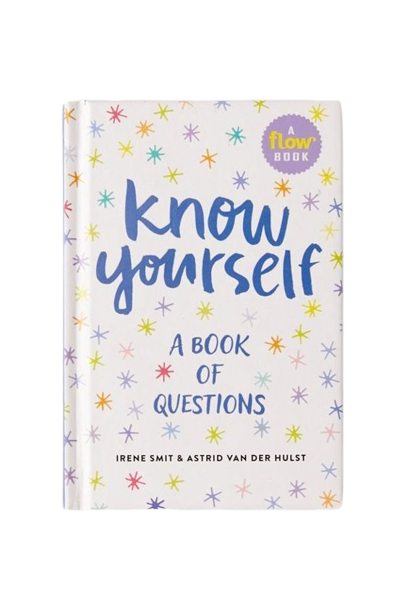 A
flow
BOOK
know
yourself
A BOOK
OF
QUESTIONS
IRENE SMIT & ASTRID VAN DER HULST